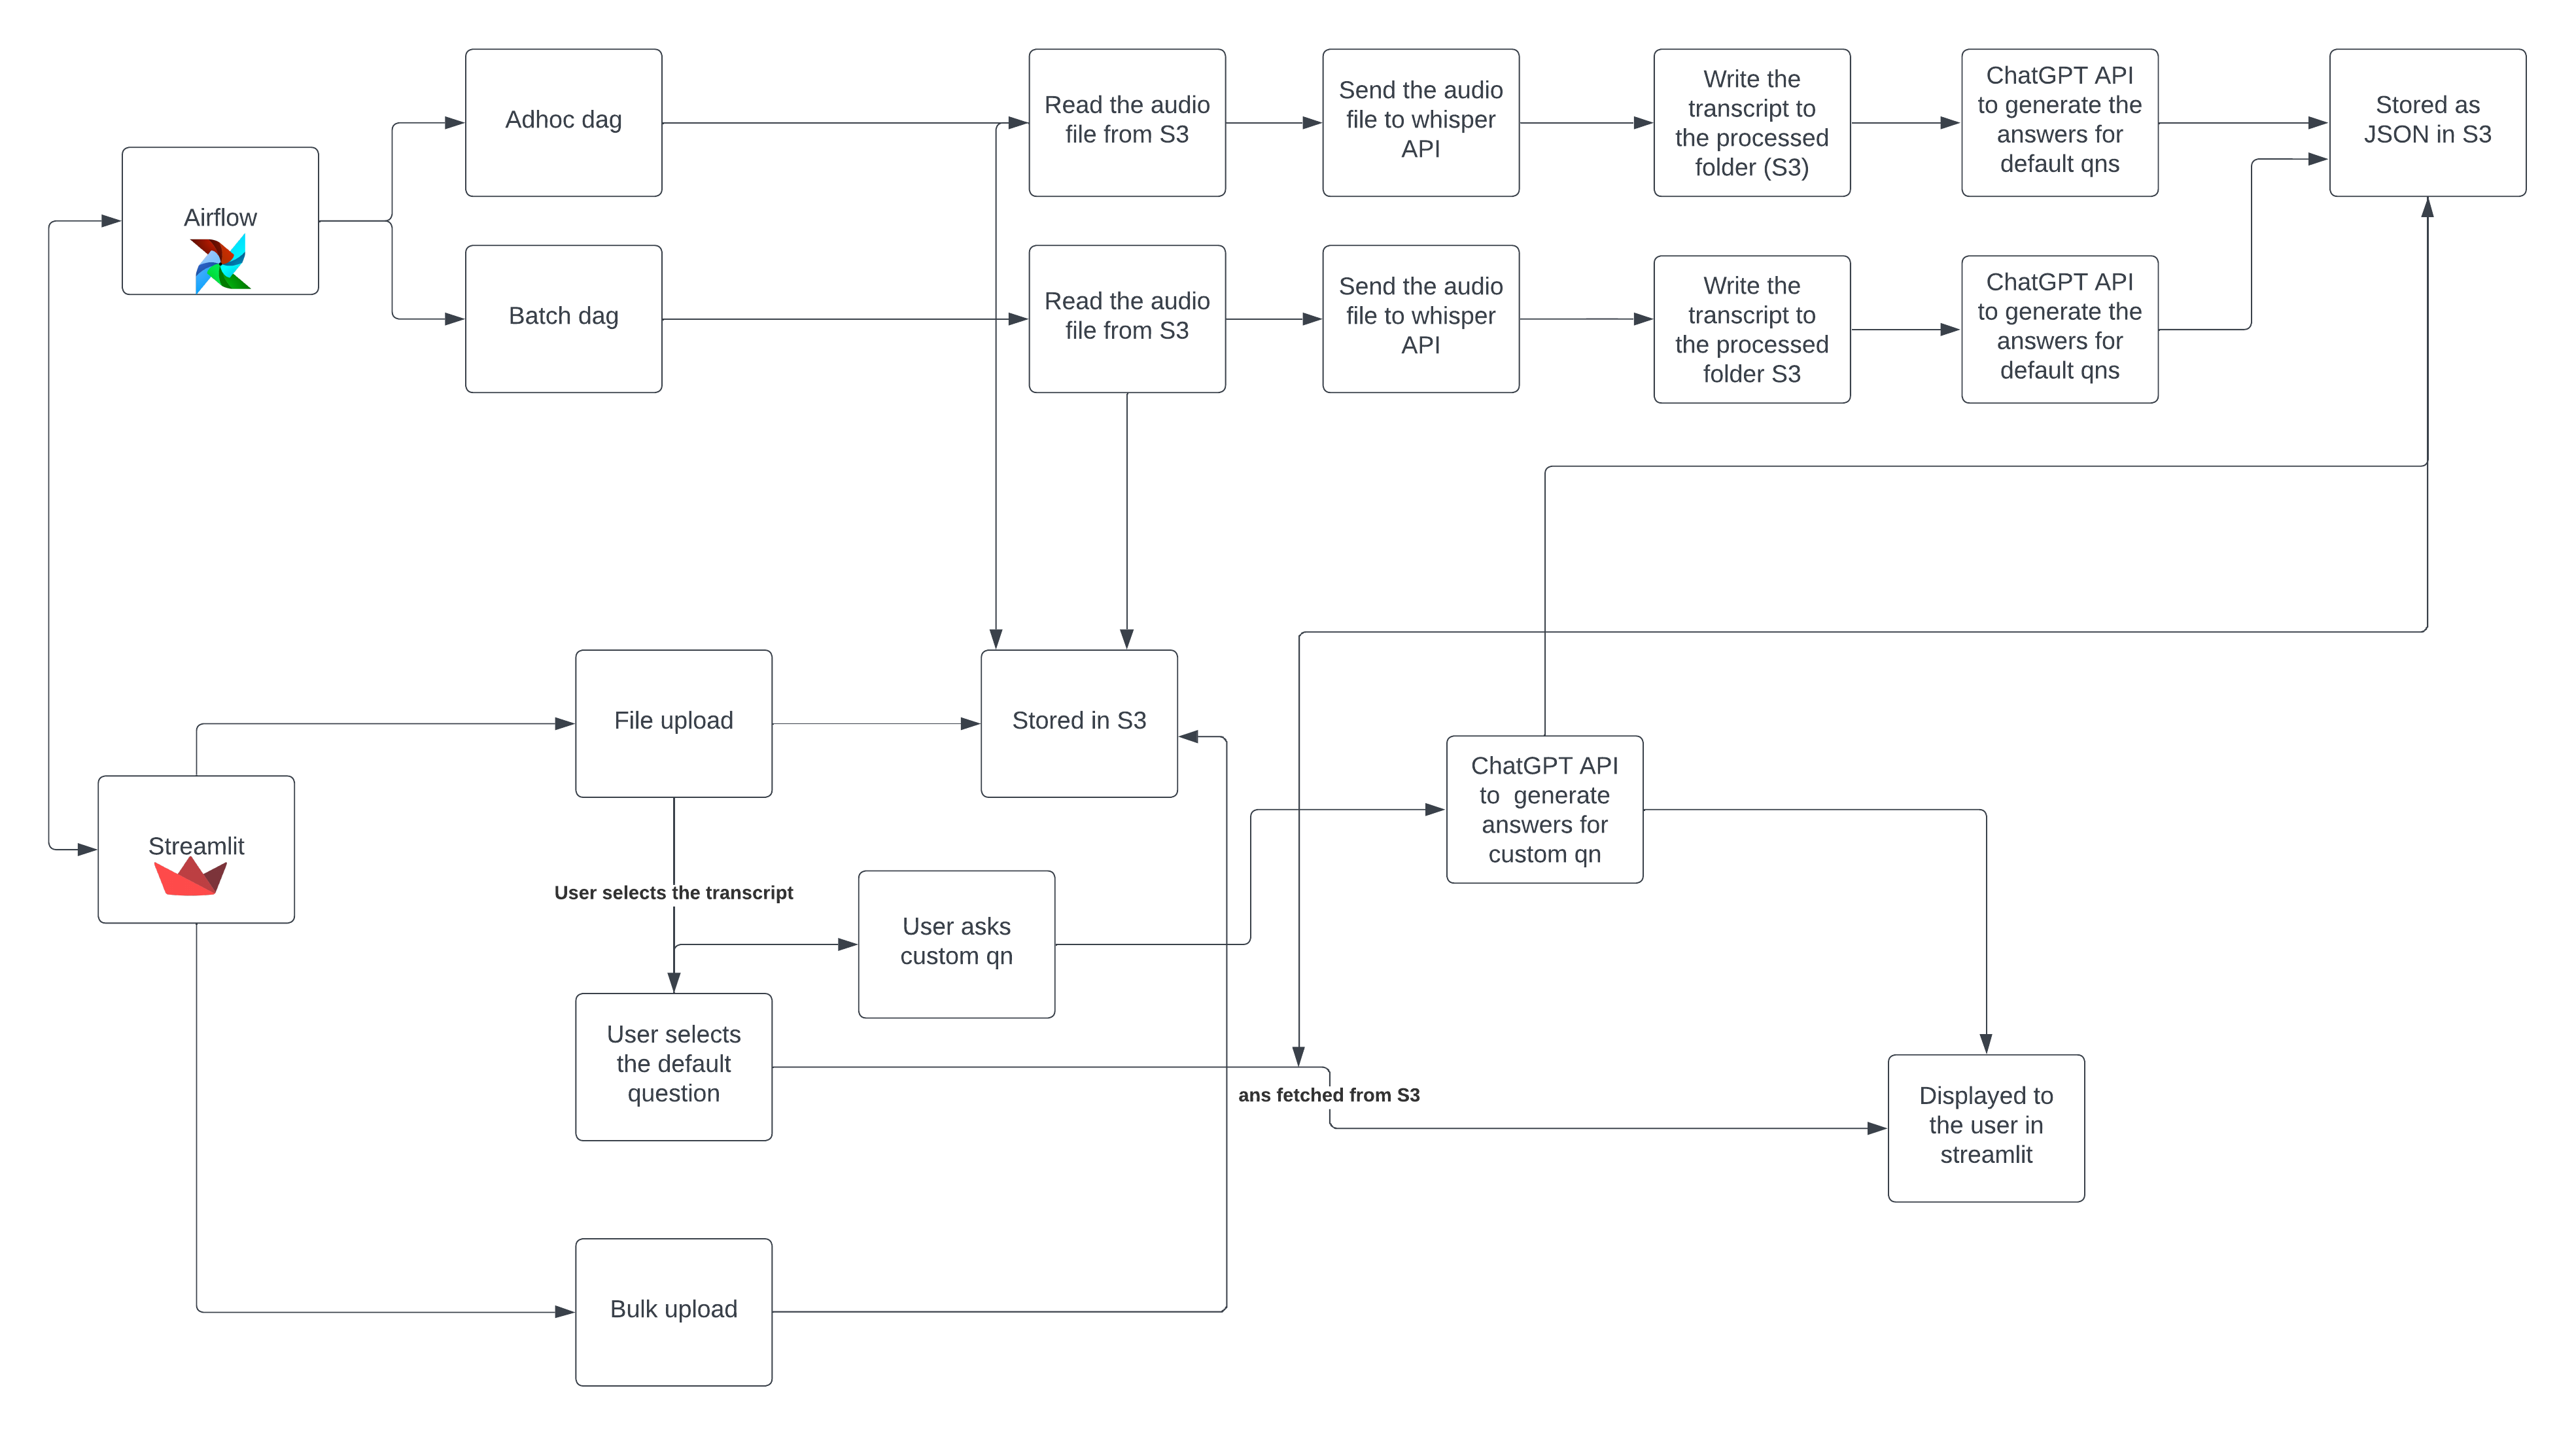 Adhoc dag
Read the audio
file from S3
Send the audio
file to whisper
API
Write the
transcript to
the processed
folder (S3)
ChatGPT API
to generate the
answers for
default qns
Stored as
JSON in S3
Airflow
Batch dag
Read the audio
file from S3
Send the audio
file to whisper
API
Write the
transcript to
the processed
folder S3
ChatGPT API
to generate the
answers for
default qns
File upload
Stored in S3
ChatGPT API
to  generate
answers for
custom qn
Streamlit
User selects the transcript
User asks
custom qn
User selects
the default
question
ans fetched from S3
Displayed to
the user in
streamlit
Bulk upload